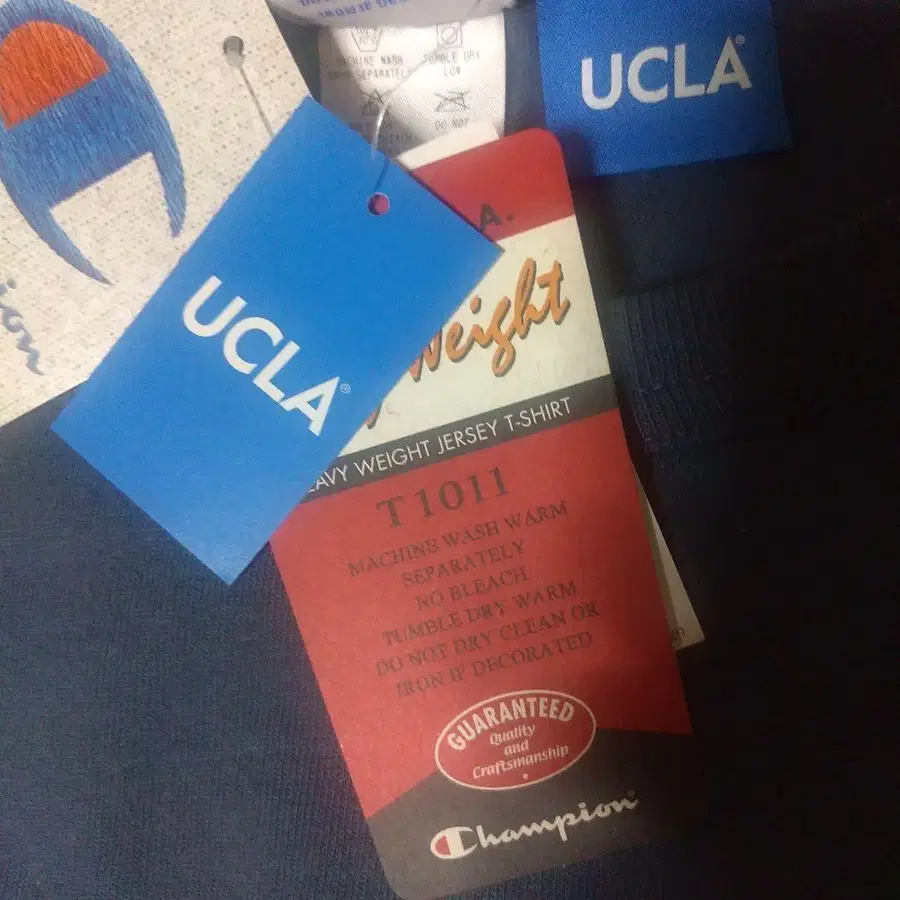 MACHINE WASH
SEPARATELY
TUMBLE DRY
LOW
DO NOT
UCLA®
A.
Weight
UCLA®
HEAVY WEIGHT JERSEY T-SHIRT
T1011
MACHINE WASH WARM
SEPARATELY
NO BLEACH
TUMBLE DRY WARM
DO NOT DRY CLEAN OR
IRON IF DECORATED
GUARANTEED
Quality
and
Craftsmanship
Champion